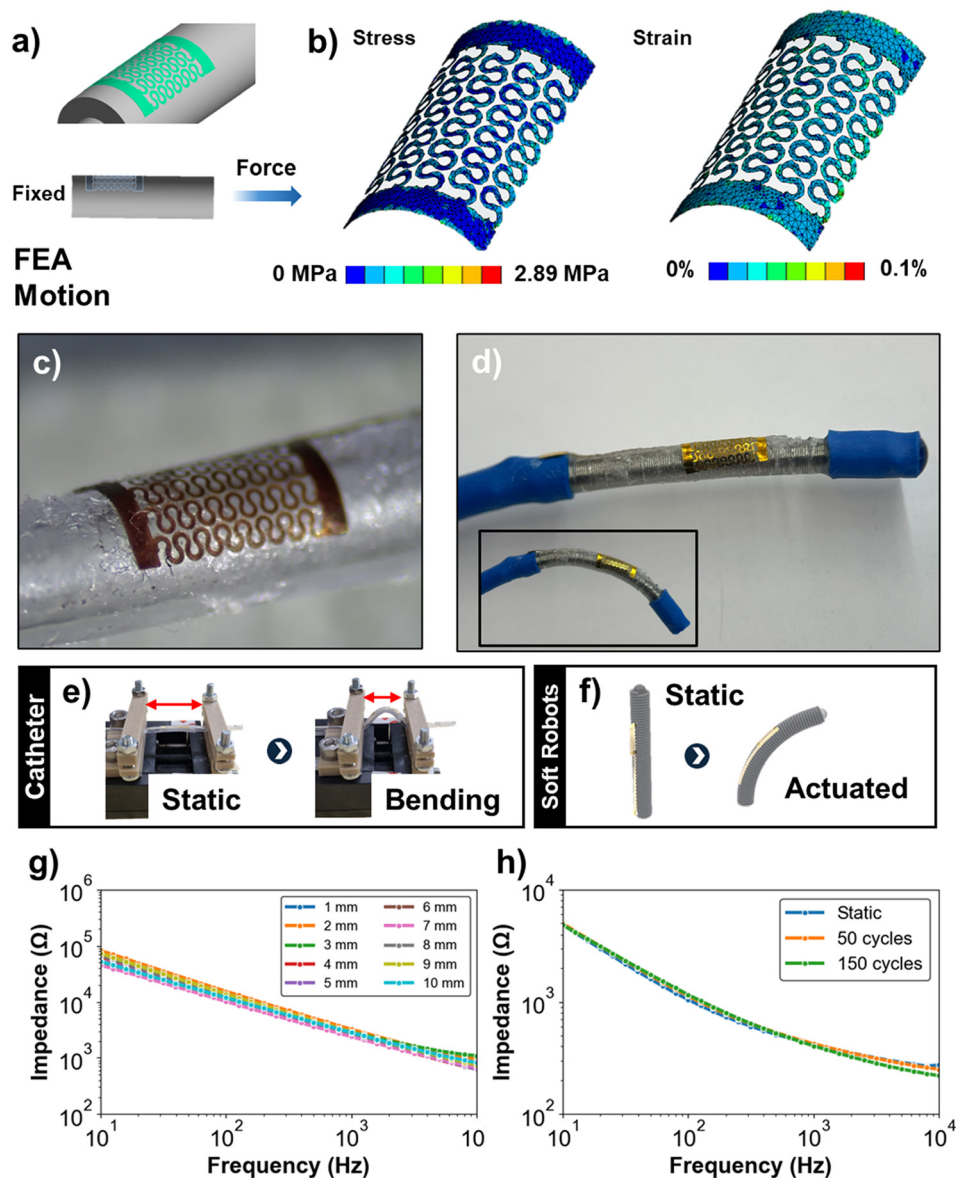 a)
Fixed
Force
FEA
Motion
b)
Stress
0 MPa
2.89 MPa
Strain
0%
0.1%
c)
d)
Catheter
e)
Static
Bending
Soft Robots
f)
Static
Actuated
g)
Impedance (Ω)
10^6
10^5
10^4
10^3
10^2
1 mm
2 mm
3 mm
4 mm
5 mm
6 mm
7 mm
8 mm
9 mm
10 mm
10^1
10^2
10^3
10^4
Frequency (Hz)
h)
Impedance (Ω)
10^4
10^3
10^2
Static
50 cycles
150 cycles
10^1
10^2
10^3
10^4
Frequency (Hz)